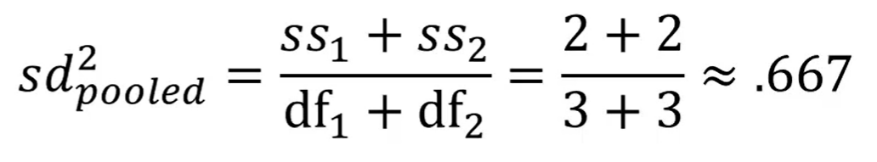 sd²pooled = (ss₁ + ss₂)/(df₁ + df₂) = (2 + 2)/(3 + 3) ≈ .667